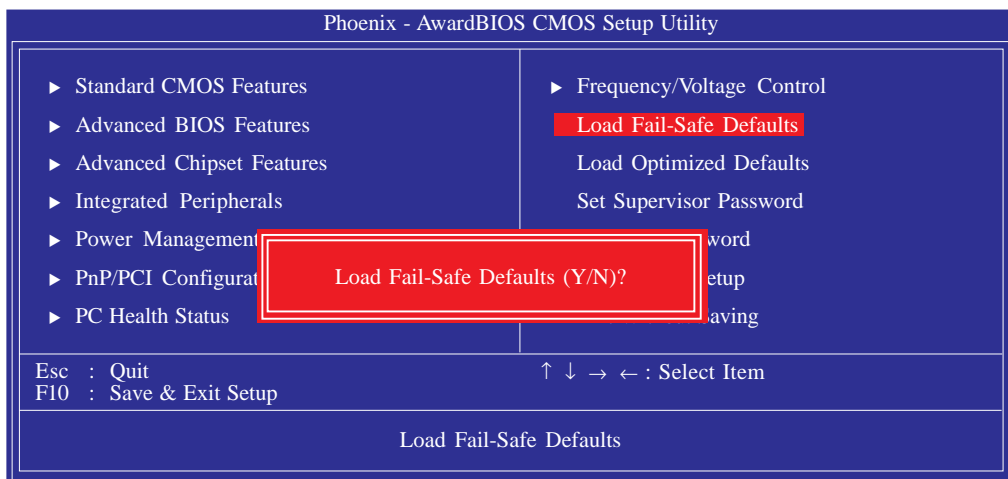 Phoenix - AwardBIOS CMOS Setup Utility
▶ Standard CMOS Features
▶ Advanced BIOS Features
▶ Advanced Chipset Features
▶ Integrated Peripherals
▶ Power Management
▶ PnP/PCI Configurat
▶ PC Health Status
▶ Frequency/Voltage Control
Load Fail-Safe Defaults
Load Optimized Defaults
Set Supervisor Password
word
etup
aving
Load Fail-Safe Defaults (Y/N)?
Esc : Quit
F10 : Save & Exit Setup
↑ ↓ → ← : Select Item
Load Fail-Safe Defaults